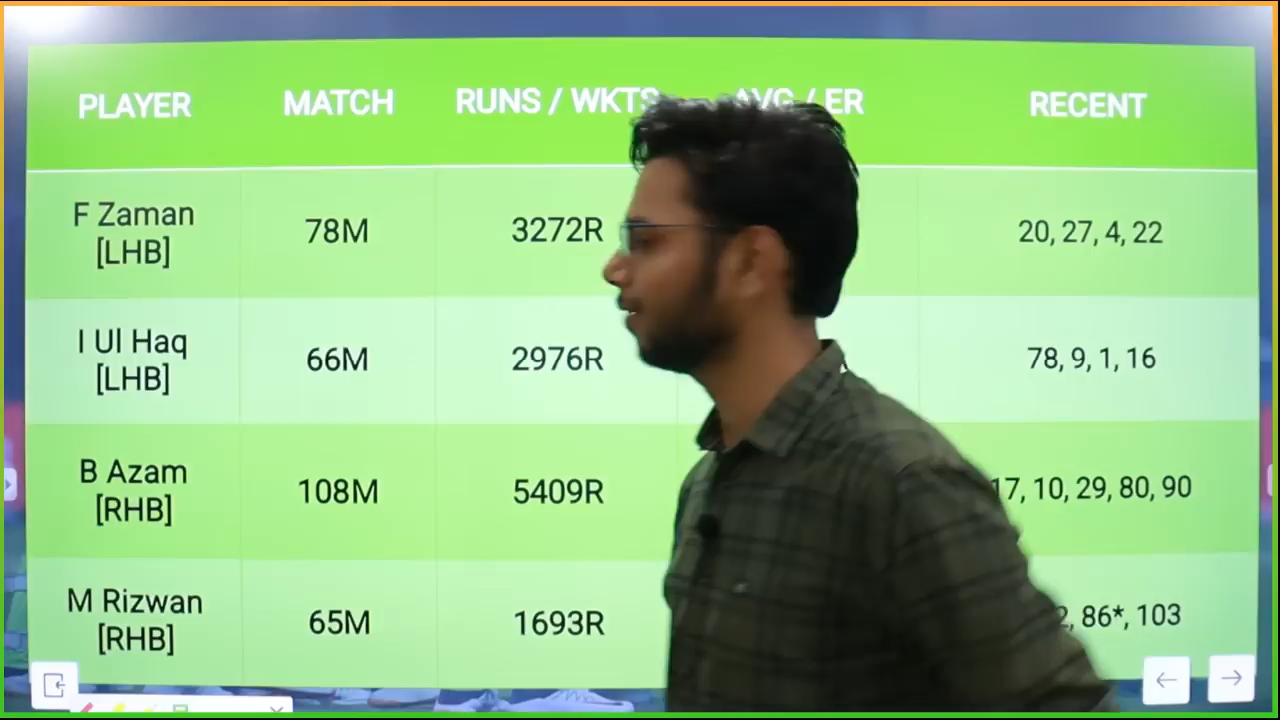 PLAYER MATCH RUNS / WKTS AVG / ER RECENT
F Zaman
[LHB] 78M 3272R 20, 27, 4, 22
I Ul Haq
[LHB] 66M 2976R 78, 9, 1, 16
B Azam
[RHB] 108M 5409R 17, 10, 29, 80, 90
M Rizwan
[RHB] 65M 1693R 86*, 103